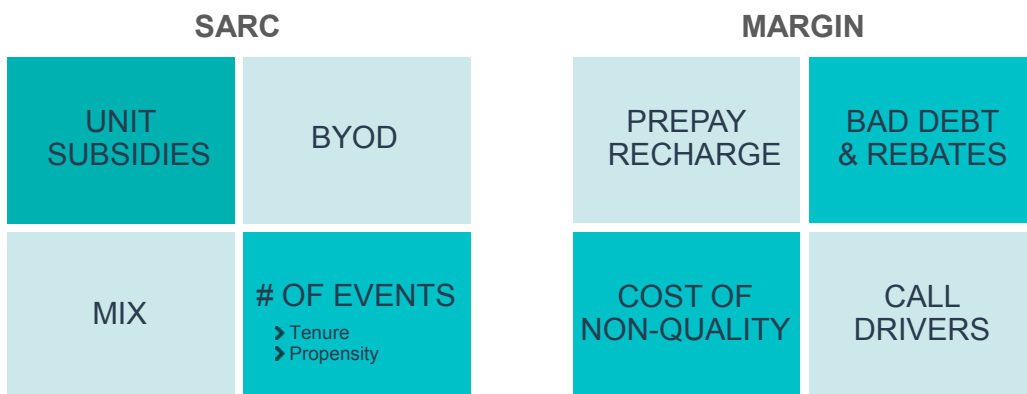 SARC
UNIT
SUBSIDIES
BYOD
MIX
# OF EVENTS
Tenure
Propensity
MARGIN
PREPAY
RECHARGE
BAD DEBT
& REBATES
COST OF
NON-QUALITY
CALL
DRIVERS